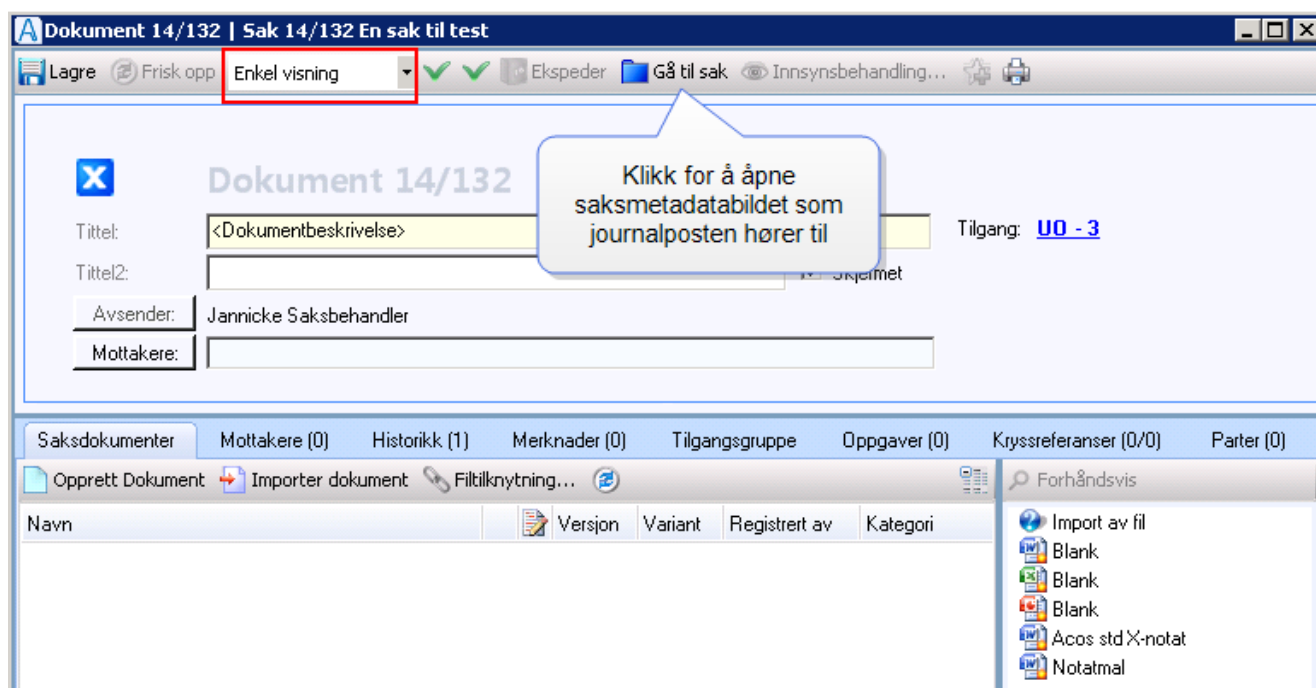 Dokument 14/132 | Sak 14/132 En sak til test
Lagre Frisk opp Enkel visning Ekspeder Gå til sak Innsynsbehandling...
Klikk for å åpne
saksmetadatabildet som
journalposten hører til
Dokument 14/132
Tittel: <Dokumentbeskrivelse> Tilgang: UO - 3
Tittel2: Skjermet
Avsender: Jannicke Saksbehandler
Mottakere:
Saksdokumenter Mottakere (0) Historikk (1) Merknader (0) Tilgangsgruppe Oppgaver (0) Kryssreferanser (0/0) Parter (0)
Opprett Dokument Importer dokument Filtilknytning... Forhåndsvis
Navn Versjon Variant Registrert av Kategori
Import av fil
Blank
Blank
Blank
Acos std X-notat
Notatmal